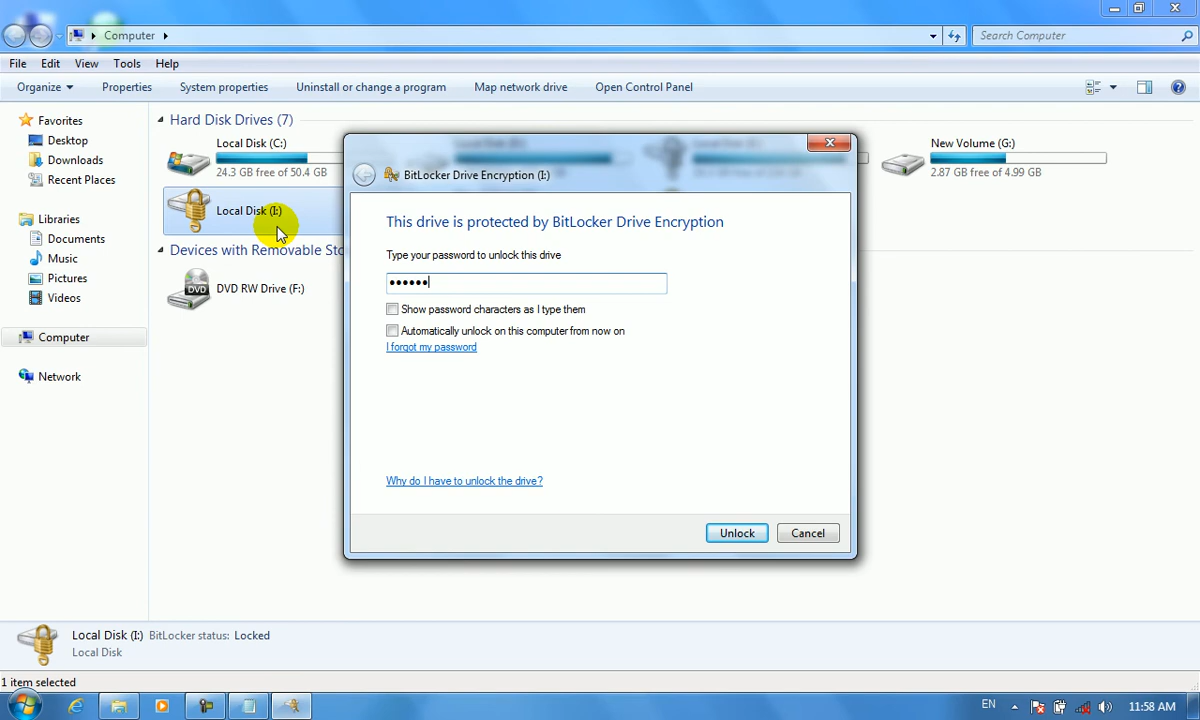 Computer
Search Computer
File Edit View Tools Help
Organize Properties System properties Uninstall or change a program Map network drive Open Control Panel
Favorites
Desktop
Downloads
Recent Places
Libraries
Documents
Music
Pictures
Videos
Computer
Network
Hard Disk Drives (7)
Local Disk (C:)
24.3 GB free of 50.4 GB
New Volume (G:)
2.87 GB free of 4.99 GB
Local Disk (I:)
Devices with Removable Sto
DVD RW Drive (F:)
DVD
BitLocker Drive Encryption (I:)
This drive is protected by BitLocker Drive Encryption
Type your password to unlock this drive
••••••
Show password characters as I type them
Automatically unlock on this computer from now on
I forgot my password
Why do I have to unlock the drive?
Unlock Cancel
Local Disk (I:) BitLocker status: Locked
Local Disk
1 item selected
EN 11:58 AM